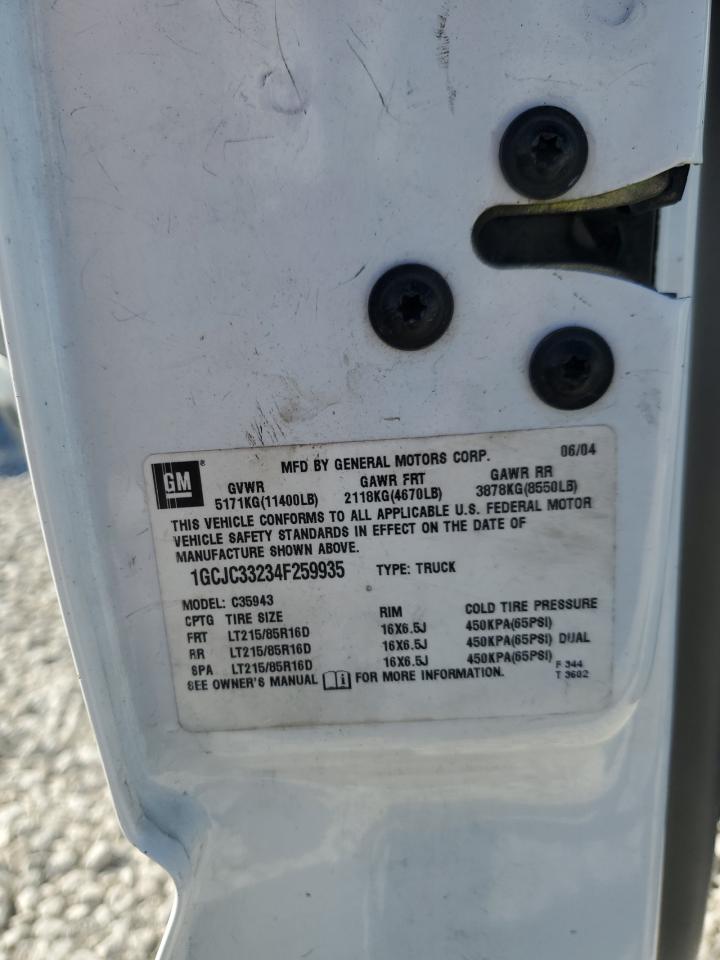 MFD BY GENERAL MOTORS CORP. 06/04
GM ®
GVWR GAWR FRT GAWR RR
5171KG(11400LB) 2118KG(4670LB) 3878KG(8550LB)
THIS VEHICLE CONFORMS TO ALL APPLICABLE U.S. FEDERAL MOTOR
VEHICLE SAFETY STANDARDS IN EFFECT ON THE DATE OF
MANUFACTURE SHOWN ABOVE.
1GCJC33234F259935 TYPE: TRUCK
MODEL: C35943
CPTG TIRE SIZE RIM COLD TIRE PRESSURE
FRT LT215/85R16D 16X6.5J 450KPA(65PSI)
RR LT215/85R16D 16X6.5J 450KPA(65PSI) DUAL
SPA LT215/85R16D 16X6.5J 450KPA(65PSI)
SEE OWNER'S MANUAL FOR MORE INFORMATION.
F 344
T 3602